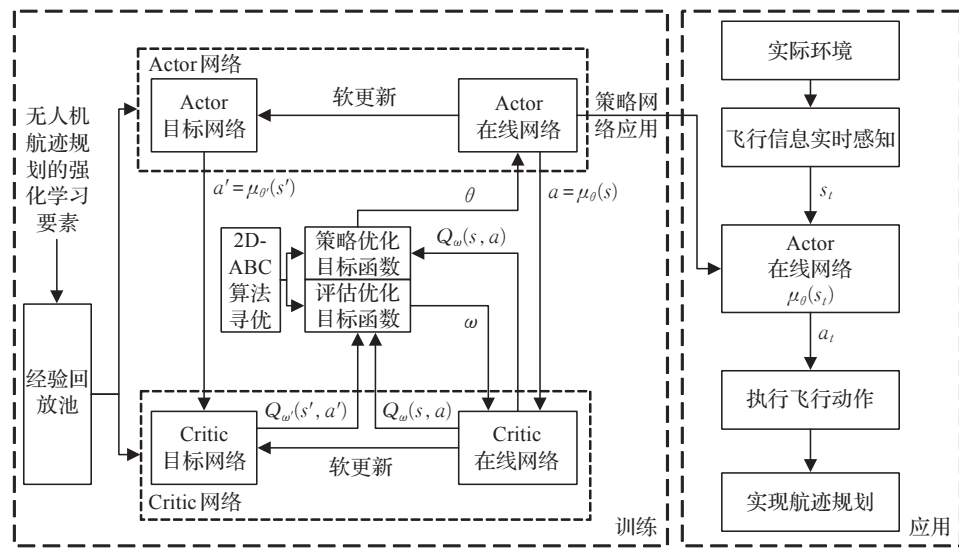 Actor网络
Actor
目标网络
软更新
Actor
在线网络
策略网
络应用
无人机
航迹规
划的强
化学习
要素
a′=μθ′(s′)
θ
a=μθ(s)
2D-
ABC
算法
寻优
策略优化
目标函数
评估优化
目标函数
Qω(s,a)
ω
经验回
放池
Qω′(s′,a′)
Qω(s,a)
Critic
目标网络
软更新
Critic
在线网络
Critic网络
训练
实际环境
飞行信息实时感知
st
Actor
在线网络
μθ(st)
at
执行飞行动作
实现航迹规划
应用